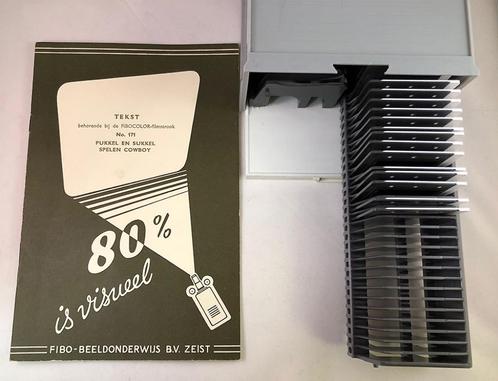 TEKST
behorende bij de FIBOCOLOR-filmstrook
No. 171
PUKKEL EN SUKKEL
SPELEN COWBOY
80%
is visueel
FIBO-BEELDONDERWIJS B.V. ZEIST